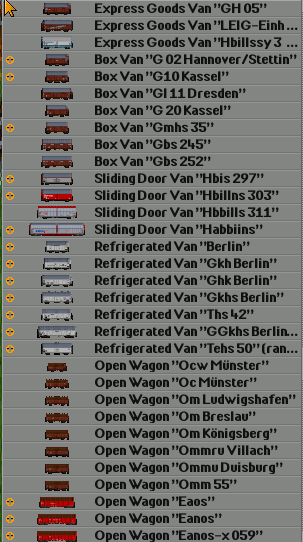 Express Goods Van "GH 05"
Express Goods Van "LEIG-Einh ...
Express Goods Van "Hbillssy 3 ...
Box Van "G 02 Hannover/Stettin"
Box Van "G10 Kassel"
Box Van "Gl 11 Dresden"
Box Van "G 20 Kassel"
Box Van "Gmhs 35"
Box Van "Gbs 245"
Box Van "Gbs 252"
Sliding Door Van "Hbis 297"
Sliding Door Van "Hbillns 303"
Sliding Door Van "Hbbills 311"
Sliding Door Van "Habbiins"
Refrigerated Van "Berlin"
Refrigerated Van "Gkh Berlin"
Refrigerated Van "Ghk Berlin"
Refrigerated Van "Gkhs Berlin"
Refrigerated Van "Ths 42"
Refrigerated Van "GGkhs Berlin...
Refrigerated Van "Tehs 50" (ran...
Open Wagon "Ocw Münster"
Open Wagon "Oc Münster"
Open Wagon "Om Ludwigshafen"
Open Wagon "Om Breslau"
Open Wagon "Om Königsberg"
Open Wagon "Ommru Villach"
Open Wagon "Ommu Duisburg"
Open Wagon "Omm 55"
Open Wagon "Eaos"
Open Wagon "Eanos"
Open Wagon "Eanos-x 059"